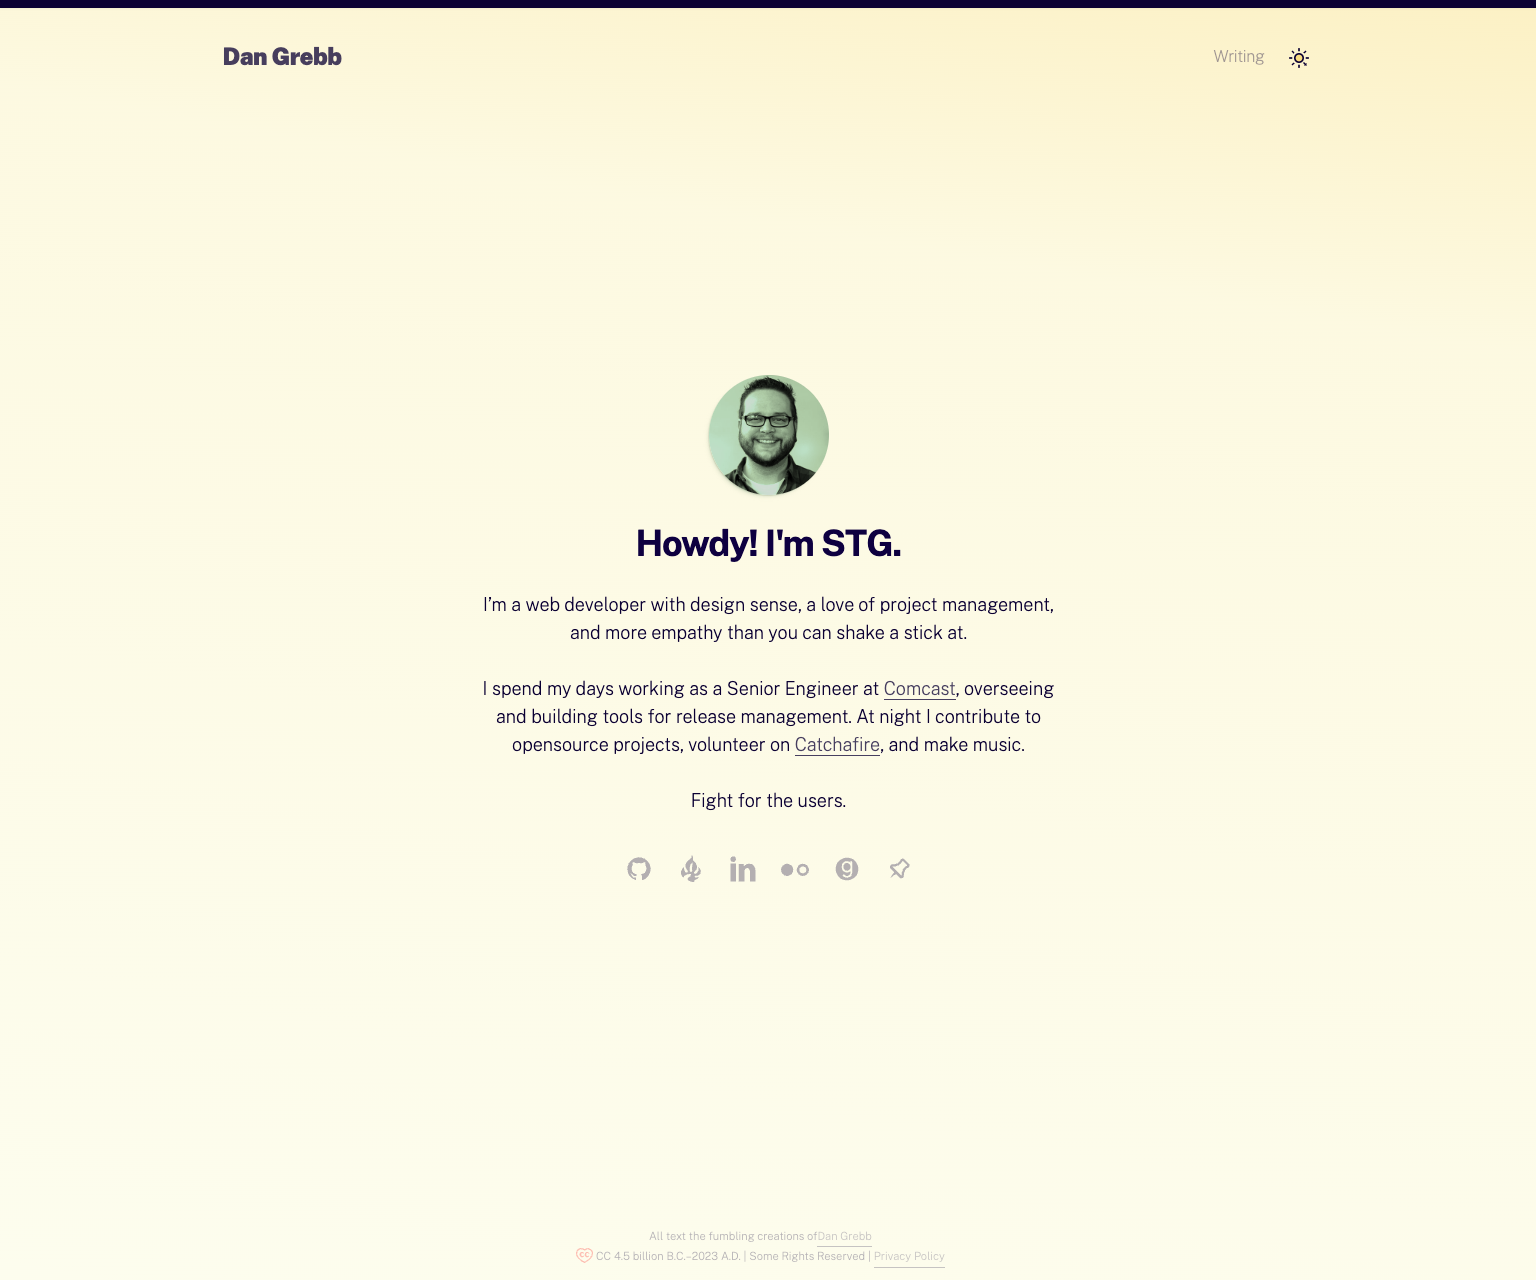 Dan Grebb
Writing
Howdy! I'm STG.
I’m a web developer with design sense, a love of project management,
and more empathy than you can shake a stick at.
I spend my days working as a Senior Engineer at Comcast, overseeing
and building tools for release management. At night I contribute to
opensource projects, volunteer on Catchafire, and make music.
Fight for the users.
All text the fumbling creations ofDan Grebb
CC 4.5 billion B.C.–2023 A.D. | Some Rights Reserved | Privacy Policy